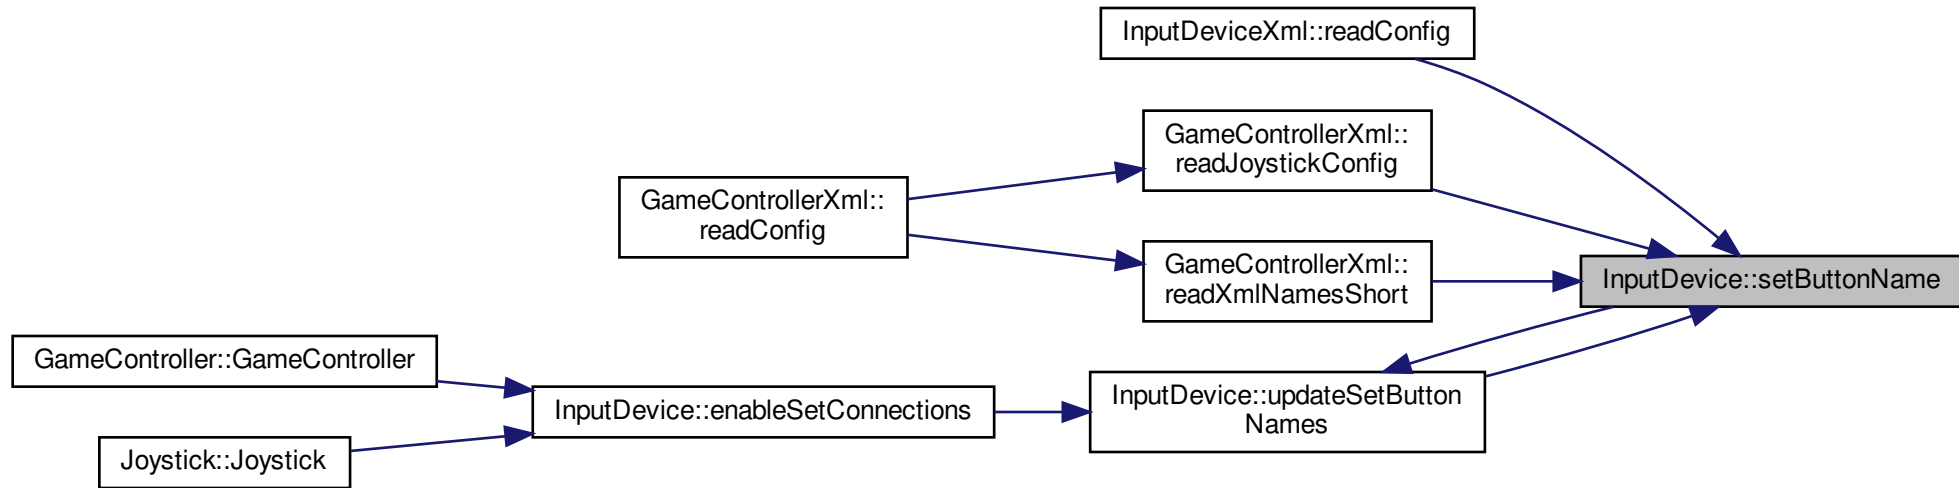 InputDeviceXml::readConfig
GameControllerXml::
readJoystickConfig
GameControllerXml::
readConfig
GameControllerXml::
readXmlNamesShort
InputDevice::setButtonName
GameController::GameController
InputDevice::enableSetConnections
InputDevice::updateSetButton
Names
Joystick::Joystick